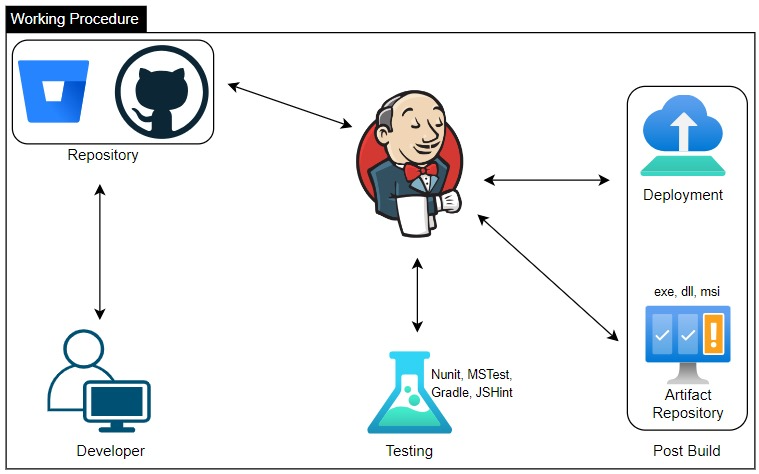 Working Procedure
Repository
Deployment
exe, dll, msi
Nunit, MSTest,
Gradle, JSHint
Artifact
Repository
Developer
Testing
Post Build